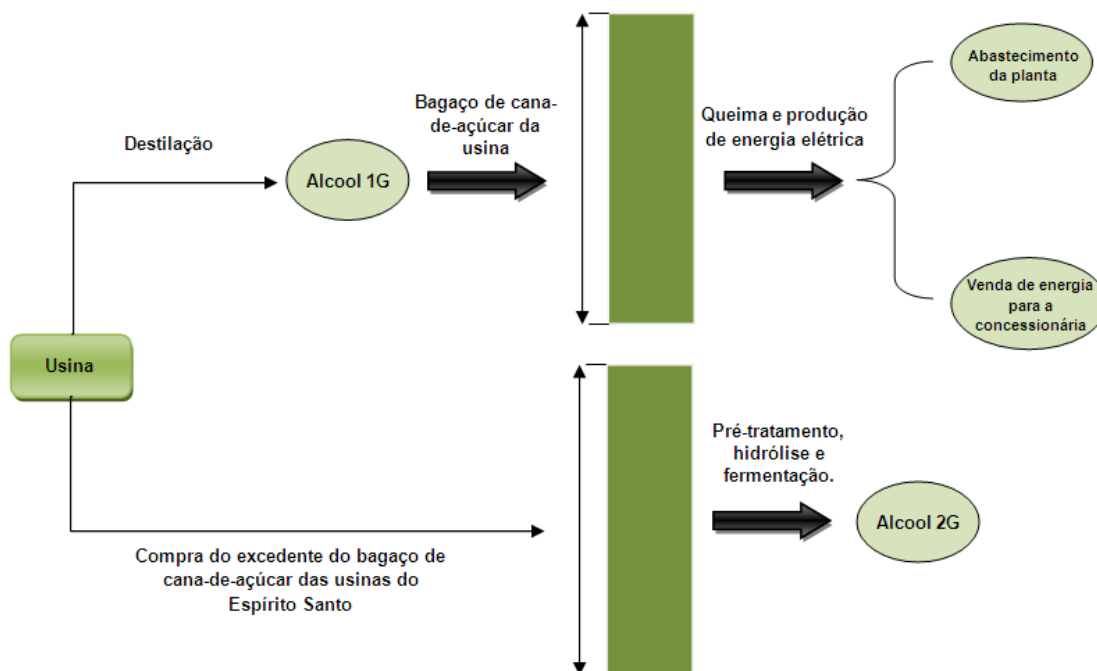 Destilação
Alcool 1G
Bagaço de cana-
de-açúcar da
usina
Queima e produção
de energia elétrica
Abastecimento
da planta
Venda de energia
para a
concessionária
Usina
Compra do excedente do bagaço de
cana-de-açúcar das usinas do
Espírito Santo
Pré-tratamento,
hidrólise e
fermentação.
Alcool 2G